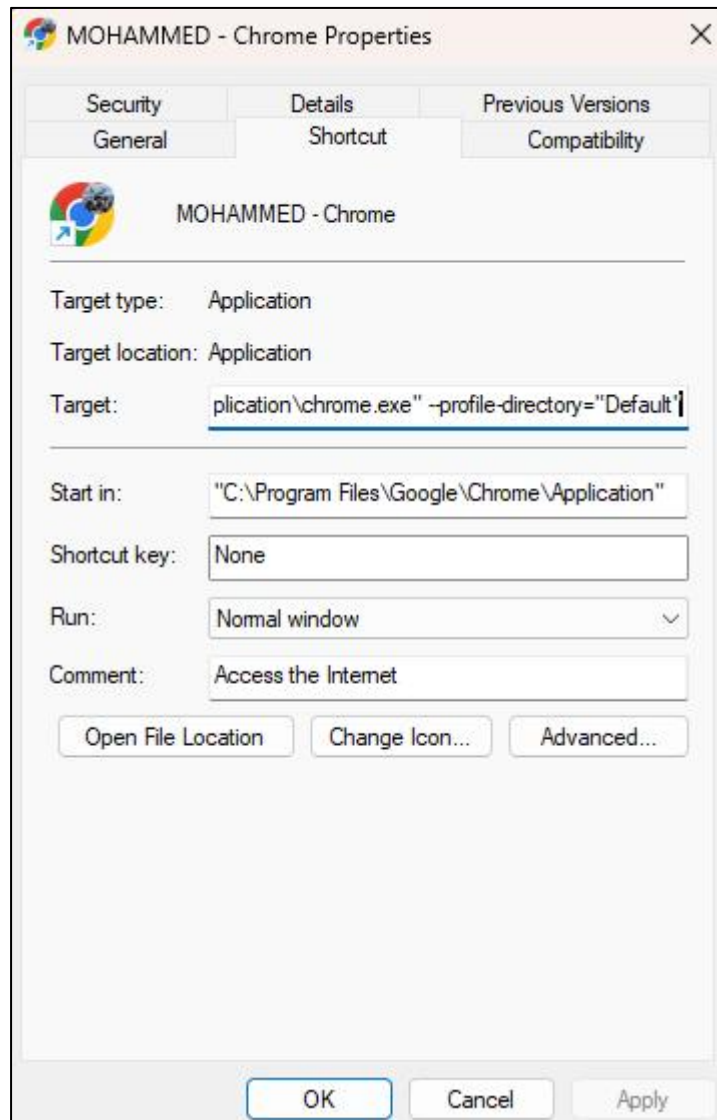 MOHAMMED - Chrome Properties
Security Details Previous Versions
General Shortcut Compatibility
MOHAMMED - Chrome
Target type: Application
Target location: Application
Target: plication\chrome.exe" --profile-directory="Default"
Start in: "C:\Program Files\Google\Chrome\Application"
Shortcut key: None
Run: Normal window
Comment: Access the Internet
Open File Location Change Icon... Advanced...
OK Cancel Apply